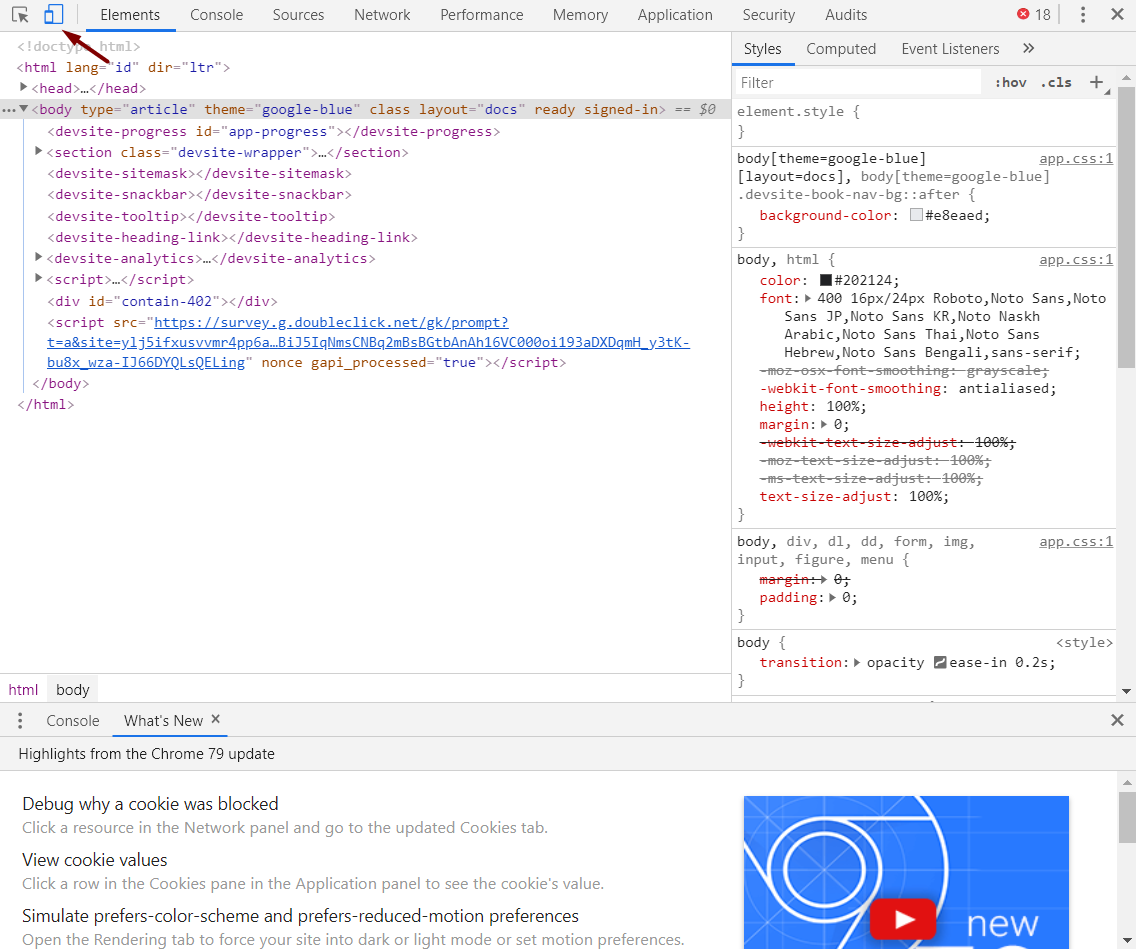 Elements Console Sources Network Performance Memory Application Security Audits 18
<!doctype html>
<html lang="id" dir="ltr">
<head>…</head>
<body type="article" theme="google-blue" class layout="docs" ready signed-in> == $0
<devsite-progress id="app-progress"></devsite-progress>
<section class="devsite-wrapper">…</section>
<devsite-sitemask></devsite-sitemask>
<devsite-snackbar></devsite-snackbar>
<devsite-tooltip></devsite-tooltip>
<devsite-heading-link></devsite-heading-link>
<devsite-analytics>…</devsite-analytics>
<script>…</script>
<div id="contain-402"></div>
<script src="https://survey.g.doubleclick.net/gk/prompt?
t=a&site=ylj5ifxusvvmr4pp6a…BiJ5IqNmsCNBq2mBsBGtbAnAh16VC000oi193aDXDqmH_y3tK-
bu8x_wza-IJ66DYQLsQELing" nonce gapi_processed="true"></script>
</body>
</html>
html body
Styles Computed Event Listeners »
Filter :hov .cls +
element.style {
}
body[theme=google-blue] app.css:1
[layout=docs], body[theme=google-blue]
.devsite-book-nav-bg::after {
background-color: #e8eaed;
}
body, html { app.css:1
color: #202124;
font: 400 16px/24px Roboto,Noto Sans,Noto
Sans JP,Noto Sans KR,Noto Naskh
Arabic,Noto Sans Thai,Noto Sans
Hebrew,Noto Sans Bengali,sans-serif;
-moz-osx-font-smoothing: grayscale;
-webkit-font-smoothing: antialiased;
height: 100%;
margin: 0;
-webkit-text-size-adjust: 100%;
-moz-text-size-adjust: 100%;
-ms-text-size-adjust: 100%;
text-size-adjust: 100%;
}
body, div, dl, dd, form, img, app.css:1
input, figure, menu {
margin: 0;
padding: 0;
}
body { <style>
transition: opacity ease-in 0.2s;
}
Console What's New
Highlights from the Chrome 79 update
Debug why a cookie was blocked
Click a resource in the Network panel and go to the updated Cookies tab.
View cookie values
Click a row in the Cookies pane in the Application panel to see the cookie's value.
Simulate prefers-color-scheme and prefers-reduced-motion preferences
Open the Rendering tab to force your site into dark or light mode or set motion preferences.
new